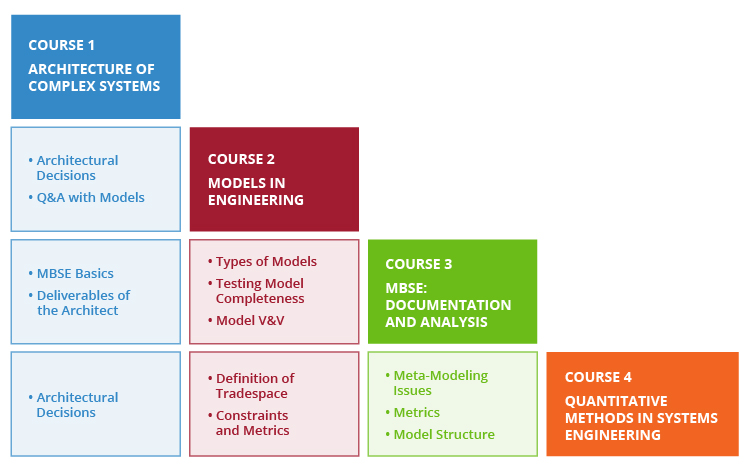 COURSE 1
ARCHITECTURE OF
COMPLEX SYSTEMS
• Architectural
Decisions
• Q&A with Models
COURSE 2
MODELS IN
ENGINEERING
• MBSE Basics
• Deliverables of
the Architect
• Types of Models
• Testing Model
Completeness
• Model V&V
COURSE 3
MBSE:
DOCUMENTATION
AND ANALYSIS
• Architectural
Decisions
• Definition of
Tradespace
• Constraints
and Metrics
• Meta-Modeling
Issues
• Metrics
• Model Structure
COURSE 4
QUANTITATIVE
METHODS IN SYSTEMS
ENGINEERING